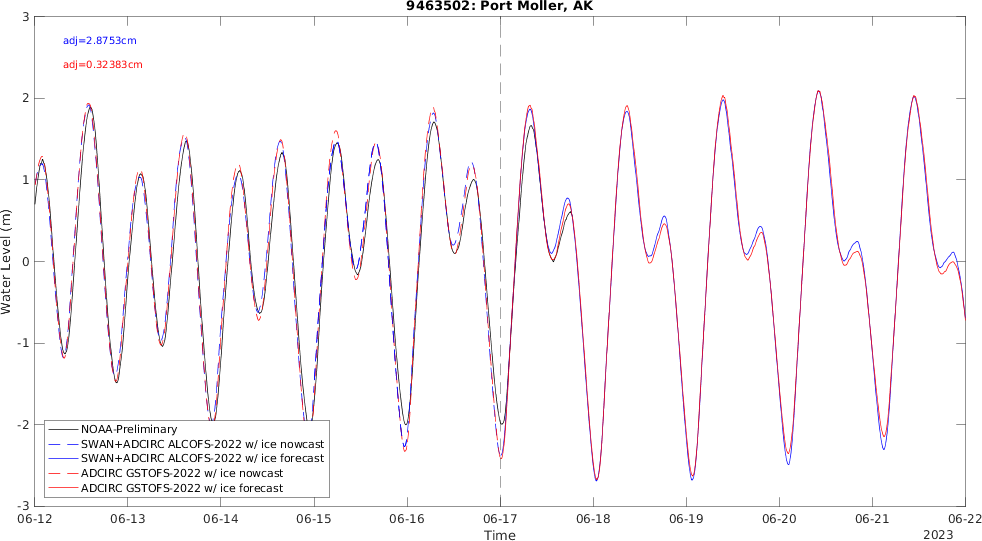 9463502: Port Moller, AK
adj=2.8753cm
adj=0.32383cm
Water Level (m)
3
2
1
0
-1
-2
-3
NOAA-Preliminary
SWAN+ADCIRC ALCOFS-2022 w/ ice nowcast
SWAN+ADCIRC ALCOFS-2022 w/ ice forecast
ADCIRC GSTOFS-2022 w/ ice nowcast
ADCIRC GSTOFS-2022 w/ ice forecast
06-12 06-13 06-14 06-15 06-16 06-17 06-18 06-19 06-20 06-21 06-22
Time
2023